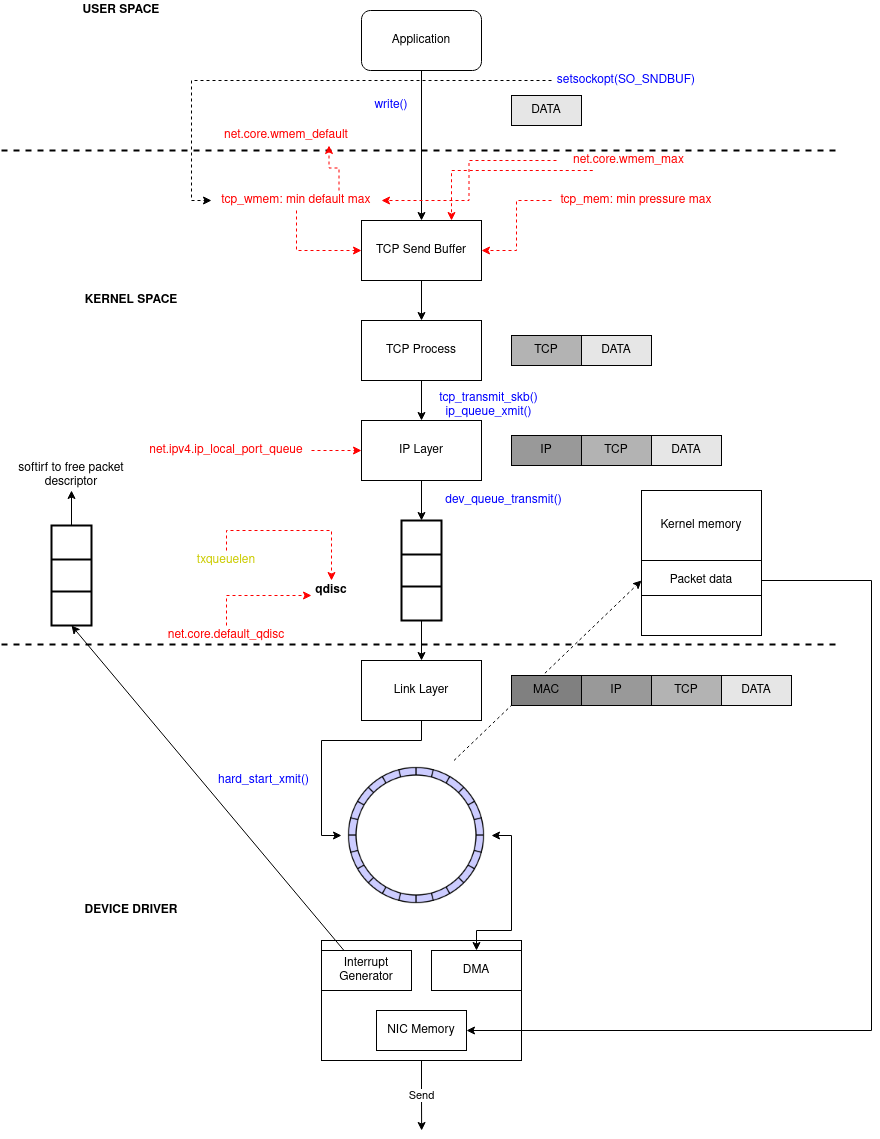 USER SPACE
Application
setsockopt(SO_SNDBUF)
write()
DATA
net.core.wmem_default
net.core.wmem_max
tcp_wmem: min default max
tcp_mem: min pressure max
TCP Send Buffer
KERNEL SPACE
TCP Process
TCP
DATA
tcp_transmit_skb()
ip_queue_xmit()
net.ipv4.ip_local_port_queue
IP Layer
IP
TCP
DATA
softirf to free packet
descriptor
dev_queue_transmit()
Kernel memory
txqueuelen
qdisc
Packet data
net.core.default_qdisc
Link Layer
MAC
IP
TCP
DATA
hard_start_xmit()
DEVICE DRIVER
Interrupt
Generator
DMA
NIC Memory
Send